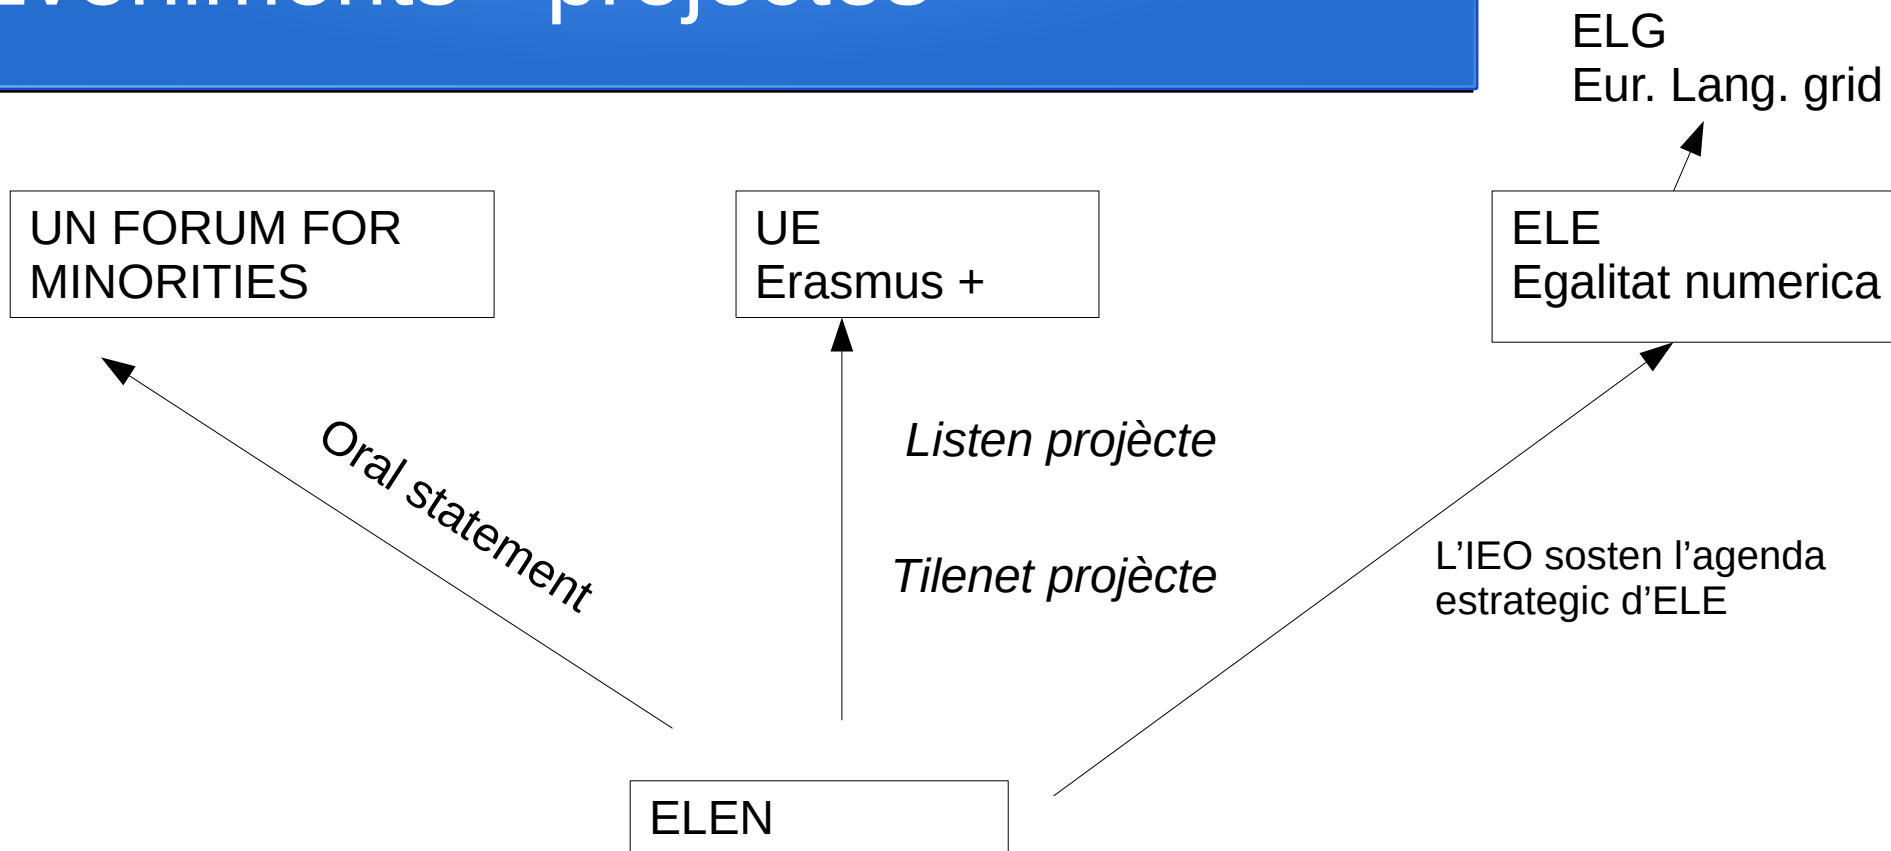 projèctes
ELG
Eur. Lang. grid
UN FORUM FOR
MINORITIES
UE
Erasmus +
ELE
Egalitat numerica
Oral statement
Listen projècte
Tilenet projècte
L’IEO sosten l’agenda
estrategic d’ELE
ELEN